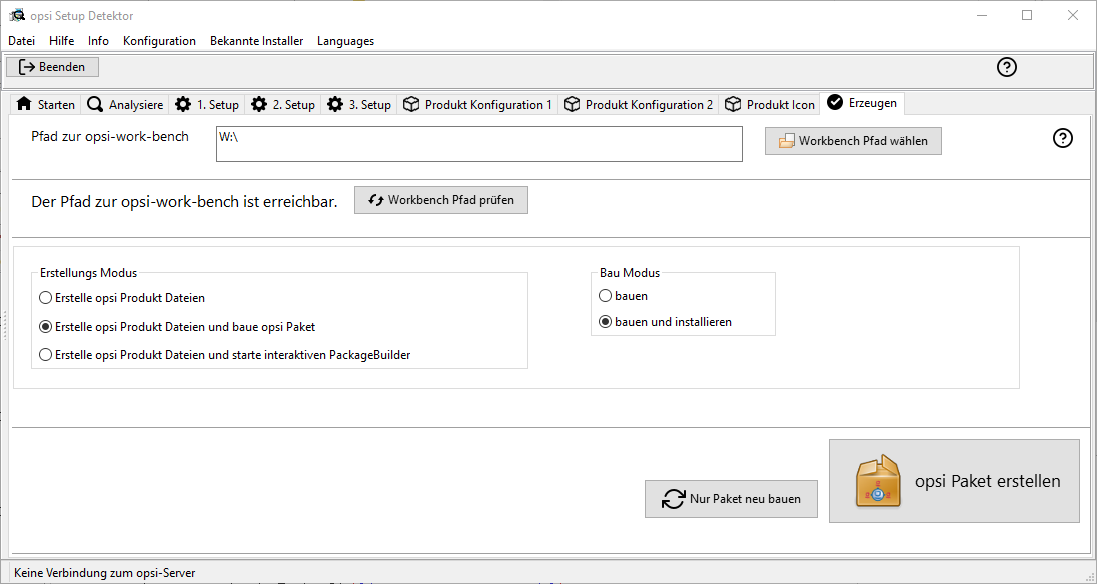 opsi Setup Detektor
Datei Hilfe Info Konfiguration Bekannte Installer Languages
Beenden
Starten Analysiere 1. Setup 2. Setup 3. Setup Produkt Konfiguration 1 Produkt Konfiguration 2 Produkt Icon Erzeugen
Pfad zur opsi-work-bench W:\ Workbench Pfad wählen
Der Pfad zur opsi-work-bench ist erreichbar. Workbench Pfad prüfen
Erstellungs Modus
Erstelle opsi Produkt Dateien
Erstelle opsi Produkt Dateien und baue opsi Paket
Erstelle opsi Produkt Dateien und starte interaktiven PackageBuilder
Bau Modus
bauen
bauen und installieren
Nur Paket neu bauen
opsi Paket erstellen
Keine Verbindung zum opsi-Server